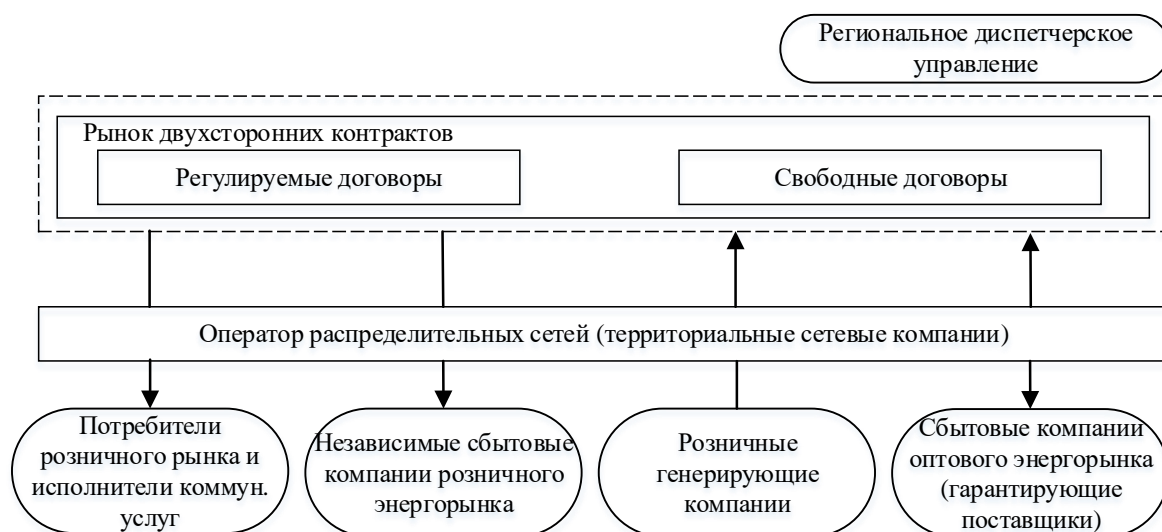 Региональное диспетчерское
управление
Рынок двухсторонних контрактов
Регулируемые договоры
Свободные договоры
Оператор распределительных сетей (территориальные сетевые компании)
Потребители
розничного рынка и
исполнители коммун.
услуг
Независимые сбытовые
компании розничного
энергорынка
Розничные
генерирующие
компании
Сбытовые компании
оптового энергорынка
(гарантирующие
поставщики)